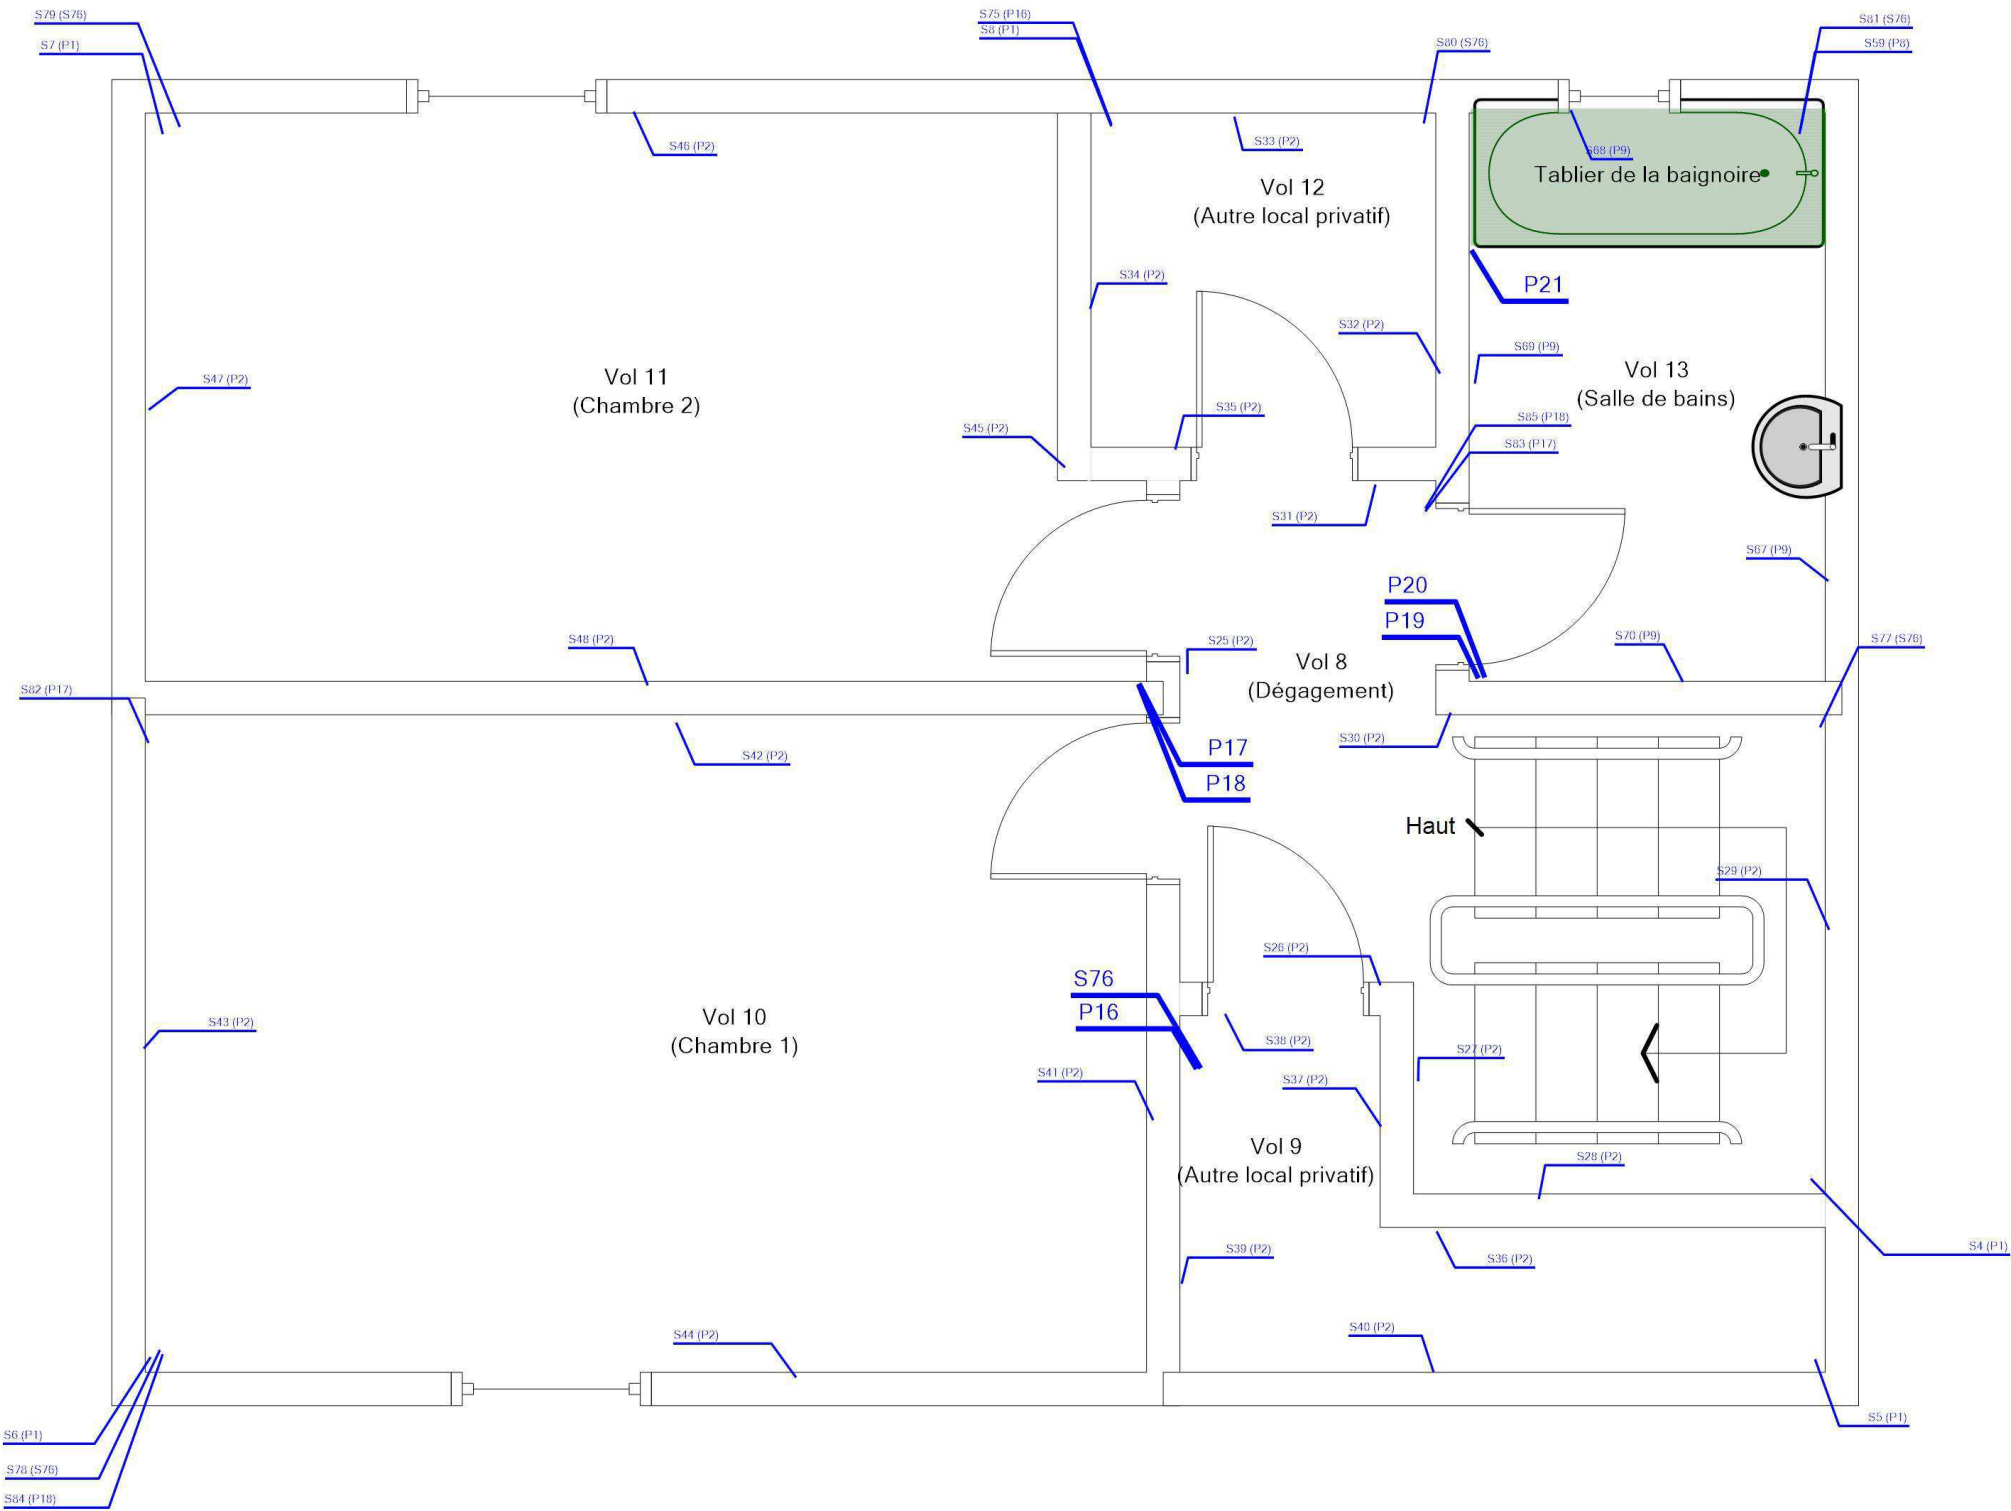 S79 (S76)
S7 (P1)
S75 (P16)
S8 (P1)
S80 (S76)
S81 (S76)
S59 (P8)
S46 (P2)
S33 (P2)
S68 (P9)
Tablier de la baignoire
Vol 12
(Autre local privatif)
S34 (P2)
P21
S32 (P2)
S69 (P9)
Vol 11
(Chambre 2)
Vol 13
(Salle de bains)
S47 (P2)
S35 (P2)
S45 (P2)
S85 (P18)
S83 (P17)
S31 (P2)
S67 (P9)
P20
P19
S48 (P2)
S25 (P2)
S70 (P9)
S77 (S76)
Vol 8
(Dégagement)
S82 (P17)
S42 (P2)
P17
P18
S30 (P2)
Haut
S29 (P2)
S26 (P2)
S76
P16
Vol 10
(Chambre 1)
S43 (P2)
S38 (P2)
S27 (P2)
S41 (P2)
S37 (P2)
Vol 9
(Autre local privatif)
S28 (P2)
S39 (P2)
S36 (P2)
S4 (P1)
S44 (P2)
S40 (P2)
S5 (P1)
S6 (P1)
S78 (S76)
S84 (P18)